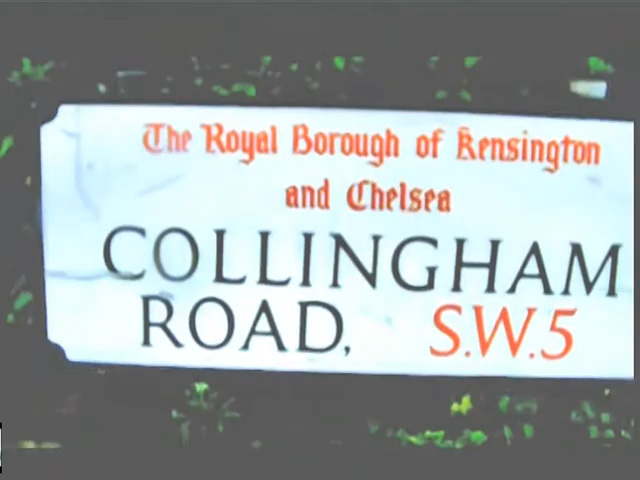 The Royal Borough of Kensington
and Chelsea
COLLINGHAM
ROAD, S.W.5